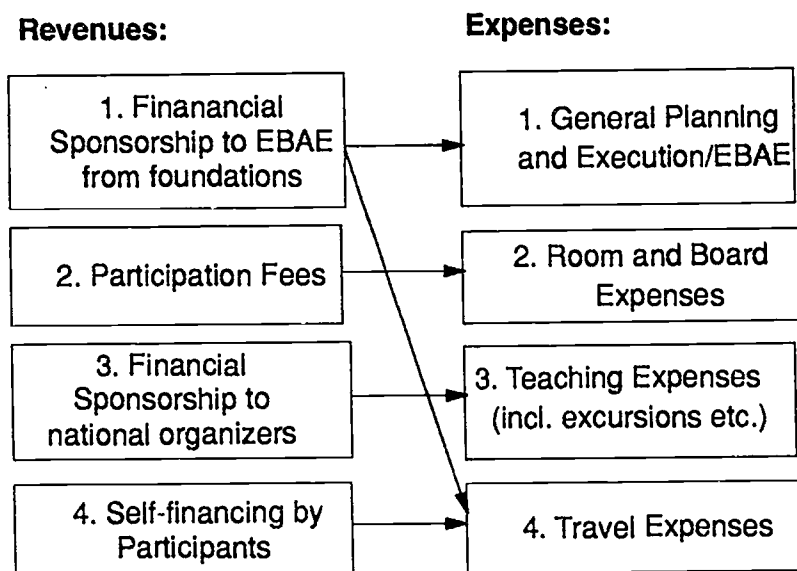 Revenues:
Expenses:
1. Finanancial
Sponsorship to EBAE
from foundations
1. General Planning
and Execution/EBAE
2. Participation Fees
2. Room and Board
Expenses
3. Financial
Sponsorship to
national organizers
3. Teaching Expenses
(incl. excursions etc.)
4. Self-financing by
Participants
4. Travel Expenses